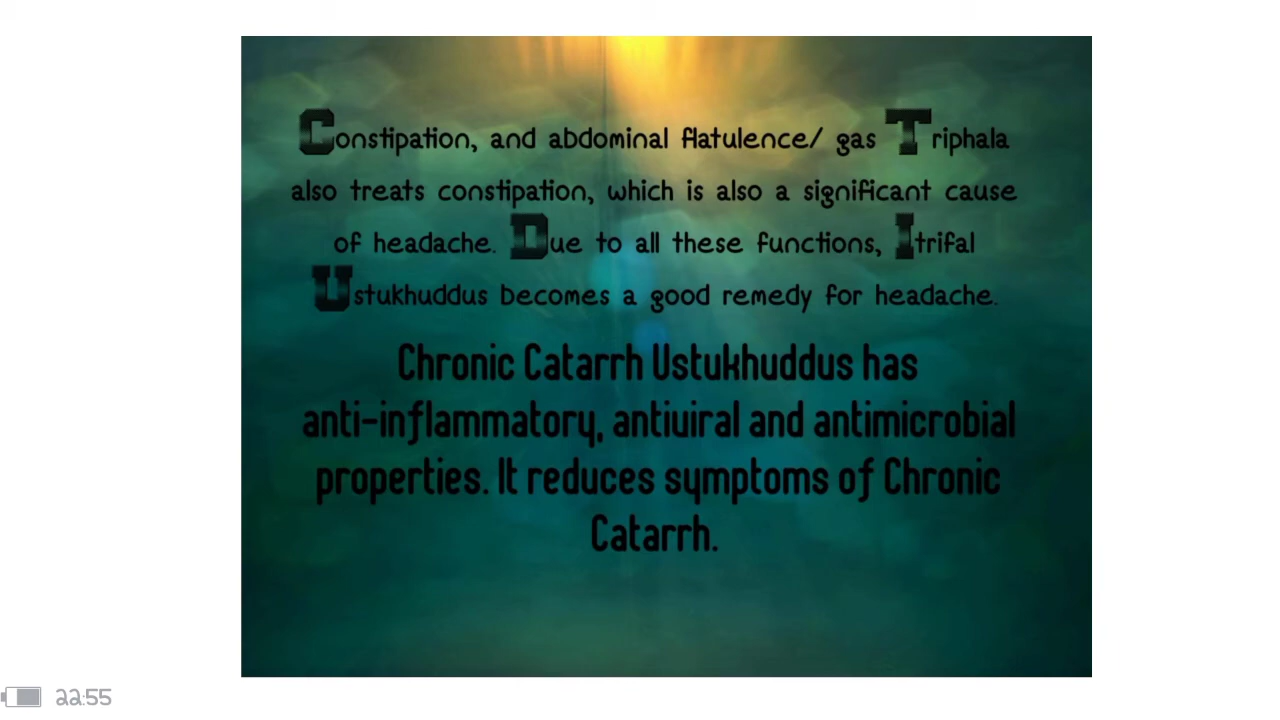 Constipation, and abdominal flatulence/ gas Triphala
also treats constipation, which is also a significant cause
of headache. Due to all these functions, Itrifal
Ustukhuddus becomes a good remedy for headache.
Chronic Catarrh Ustukhuddus has
anti-inflammatory, antiviral and antimicrobial
properties. It reduces symptoms of Chronic
Catarrh.
22:55